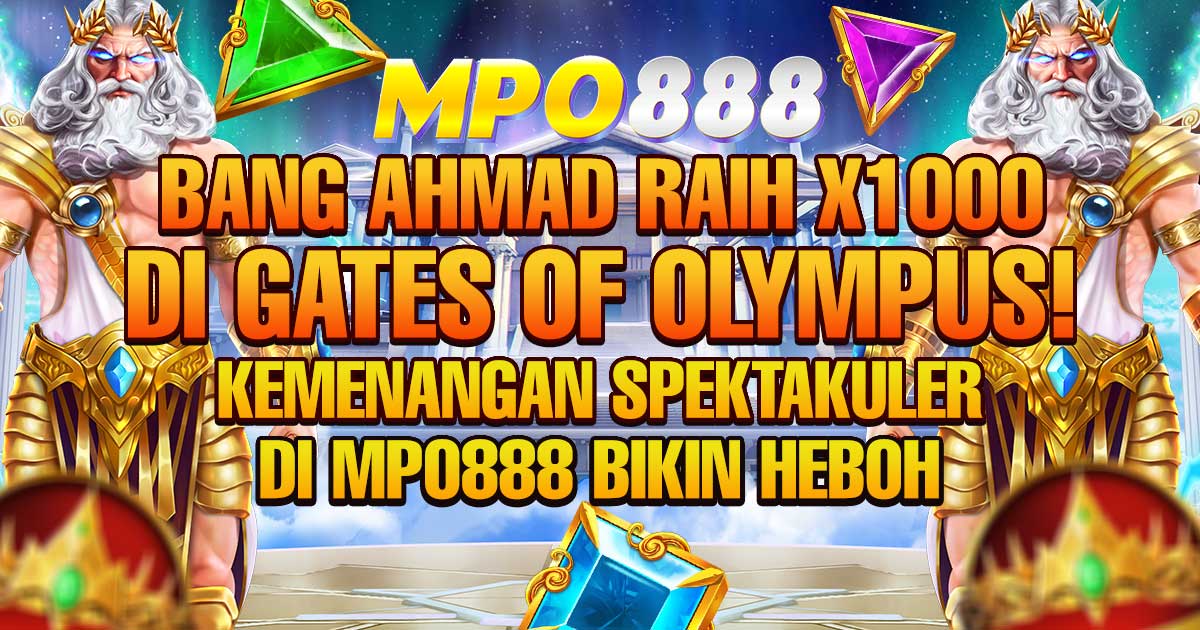 MPO888
BANG AHMAD RAIH X1000
DI GATES OF OLYMPUS!
KEMENANGAN SPEKTAKULER
DI MPO888 BIKIN HEBOH